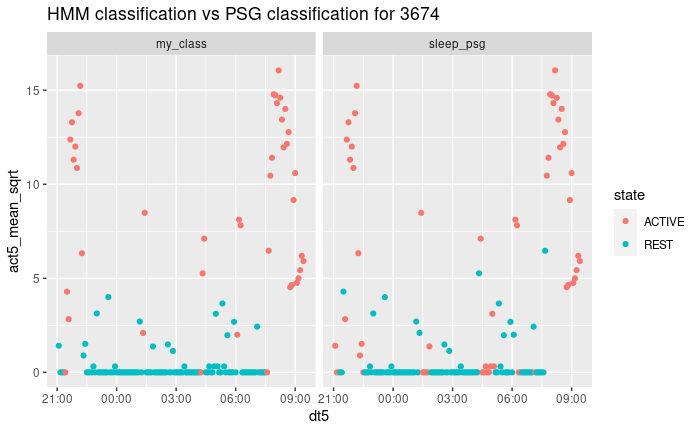 HMM classification vs PSG classification for 3674
my_class sleep_psg
act5_mean_sqrt
15
10
5
0
21:00 00:00 03:00 06:00 09:00 21:00 00:00 03:00 06:00 09:00
dt5
state
ACTIVE
REST